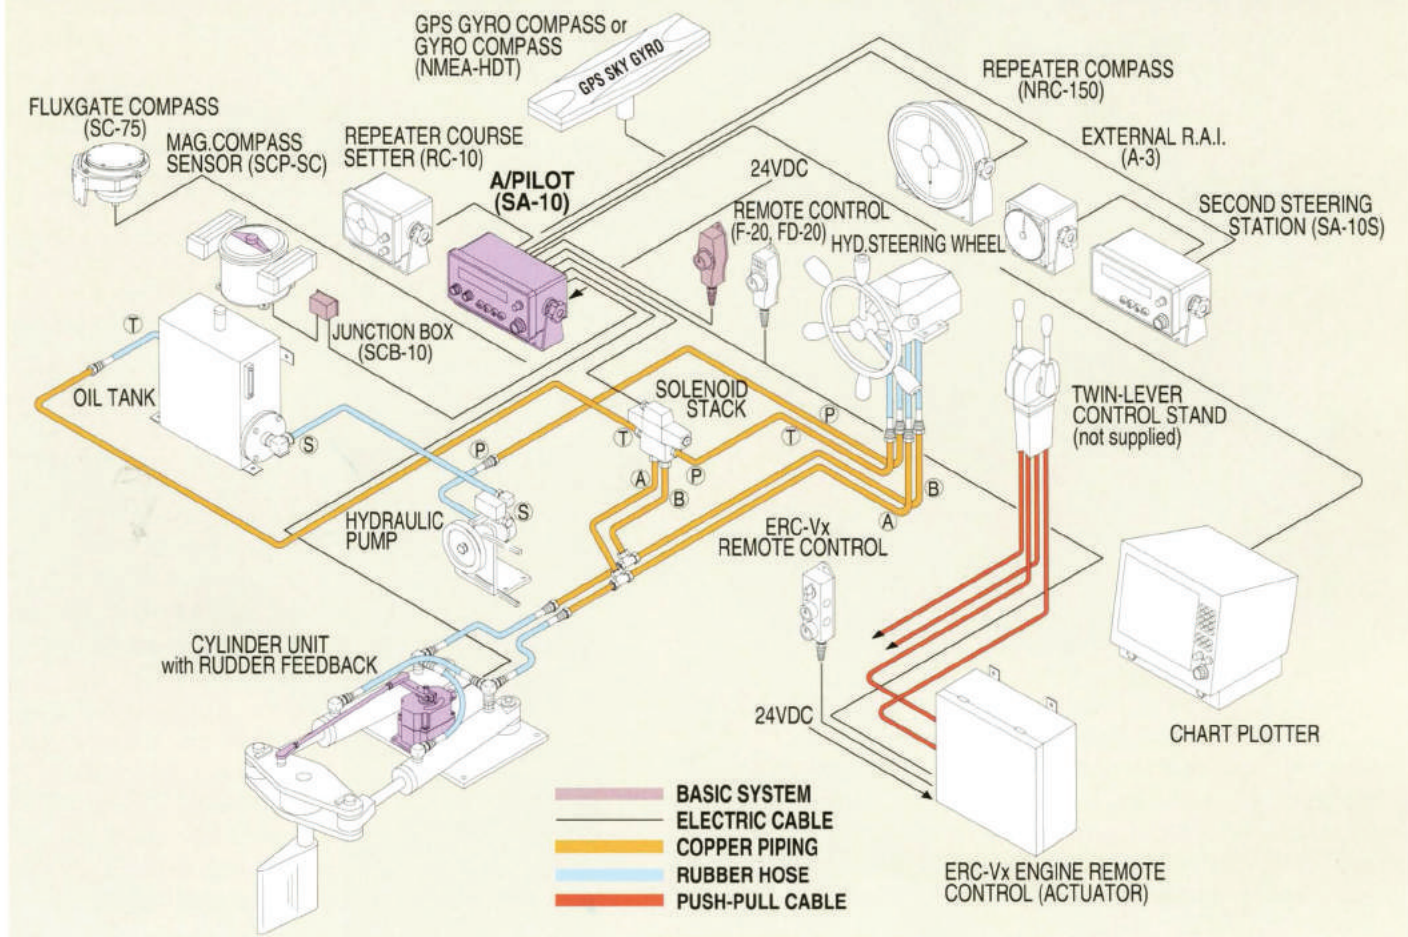 GPS GYRO COMPASS or
GYRO COMPASS
(NMEA-HDT)
GPS SKY GYRO
REPEATER COMPASS
(NRC-150)
FLUXGATE COMPASS
(SC-75)
MAG.COMPASS
SENSOR (SCP-SC)
REPEATER COURSE
SETTER (RC-10)
A/PILOT
(SA-10)
24VDC
EXTERNAL R.A.I.
(A-3)
REMOTE CONTROL
(F-20, FD-20)
HYD.STEERING WHEEL
SECOND STEERING
STATION (SA-10S)
JUNCTION BOX
(SCB-10)
T
OIL TANK
S
P
SOLENOID
STACK
T
P
T
P
A
B
B
A
TWIN-LEVER
CONTROL STAND
(not supplied)
HYDRAULIC
PUMP
S
ERC-Vx
REMOTE CONTROL
CYLINDER UNIT
with RUDDER FEEDBACK
24VDC
CHART PLOTTER
BASIC SYSTEM
ELECTRIC CABLE
COPPER PIPING
RUBBER HOSE
PUSH-PULL CABLE
ERC-Vx ENGINE REMOTE
CONTROL (ACTUATOR)